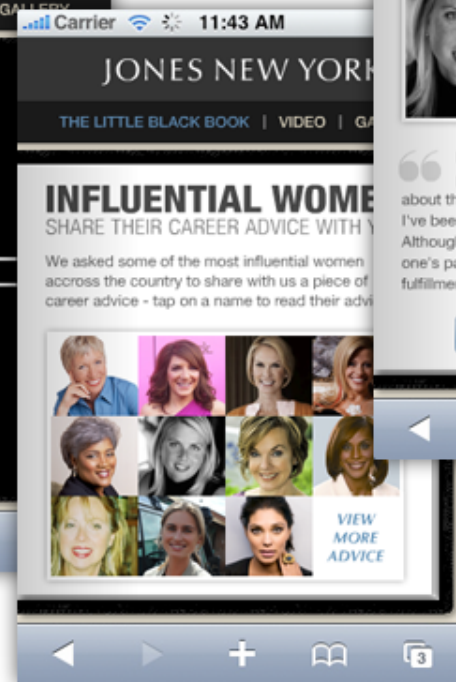 GALLERY
Carrier 11:43 AM
JONES NEW YORK
THE LITTLE BLACK BOOK | VIDEO | GA
INFLUENTIAL WOME
SHARE THEIR CAREER ADVICE WITH Y
We asked some of the most influential women
accross the country to share with us a piece of
career advice - tap on a name to read their advi
VIEW
MORE
ADVICE
3
about th
I've bee
Although
one's pa
fulfillme